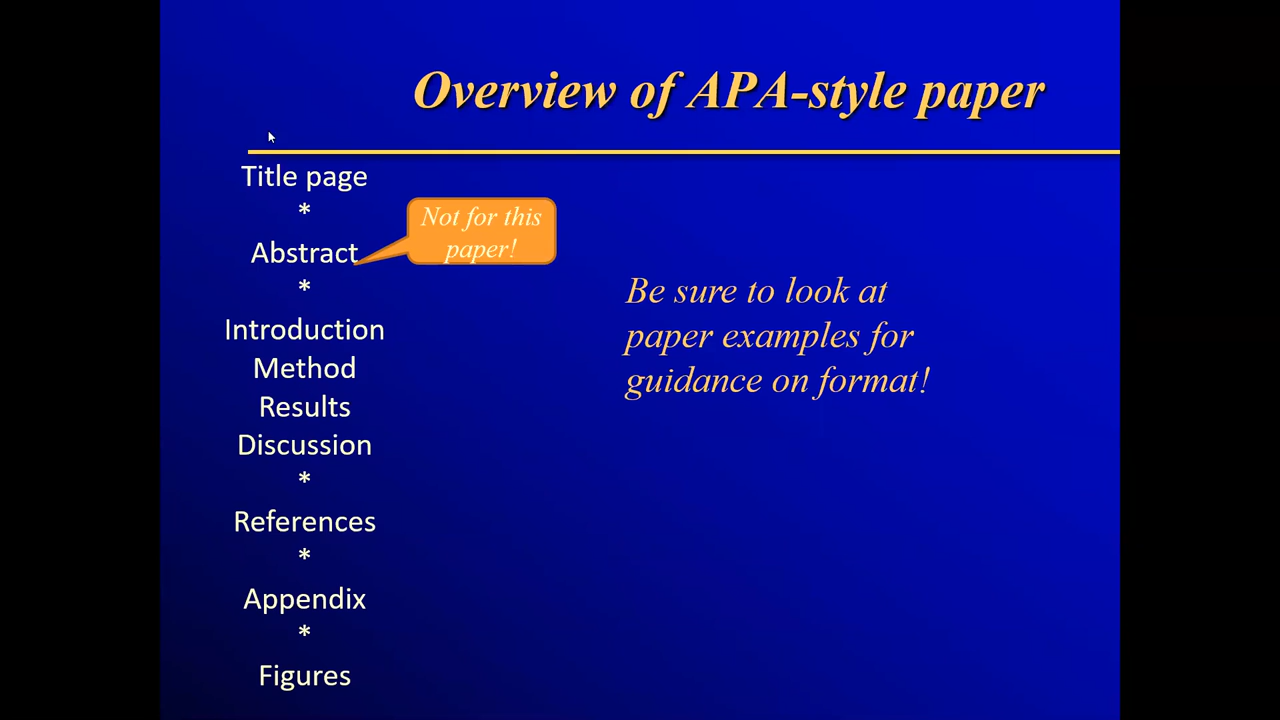 Overview of APA-style paper
Title page
*
Abstract
Not for this
paper!
*
Introduction
Method
Results
Discussion
*
References
*
Appendix
*
Figures
Be sure to look at
paper examples for
guidance on format!